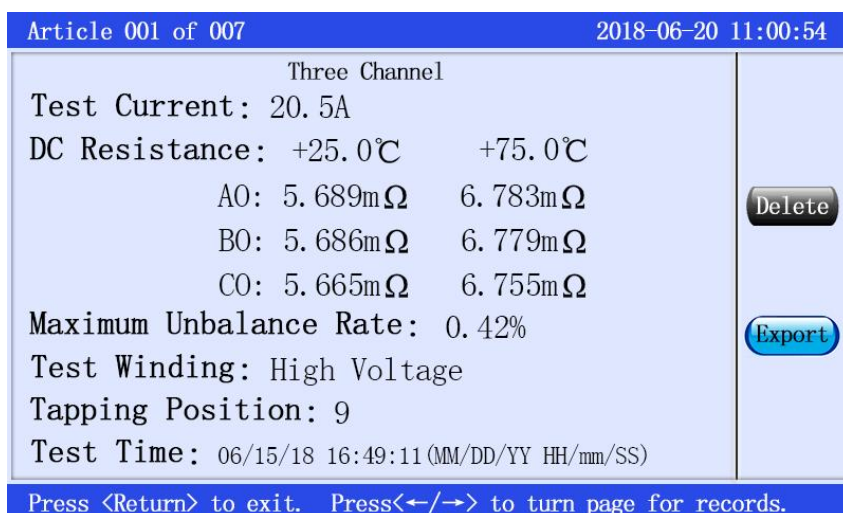 Article 001 of 007 2018-06-20 11:00:54
Three Channel
Test Current: 20.5A
DC Resistance: +25.0℃ +75.0℃
AO: 5.689mΩ 6.783mΩ
BO: 5.686mΩ 6.779mΩ
CO: 5.665mΩ 6.755mΩ
Maximum Unbalance Rate: 0.42%
Test Winding: High Voltage
Tapping Position: 9
Test Time: 06/15/18 16:49:11(MM/DD/YY HH/mm/SS)
Delete
Export
Press <Return> to exit. Press<←/→> to turn page for records.